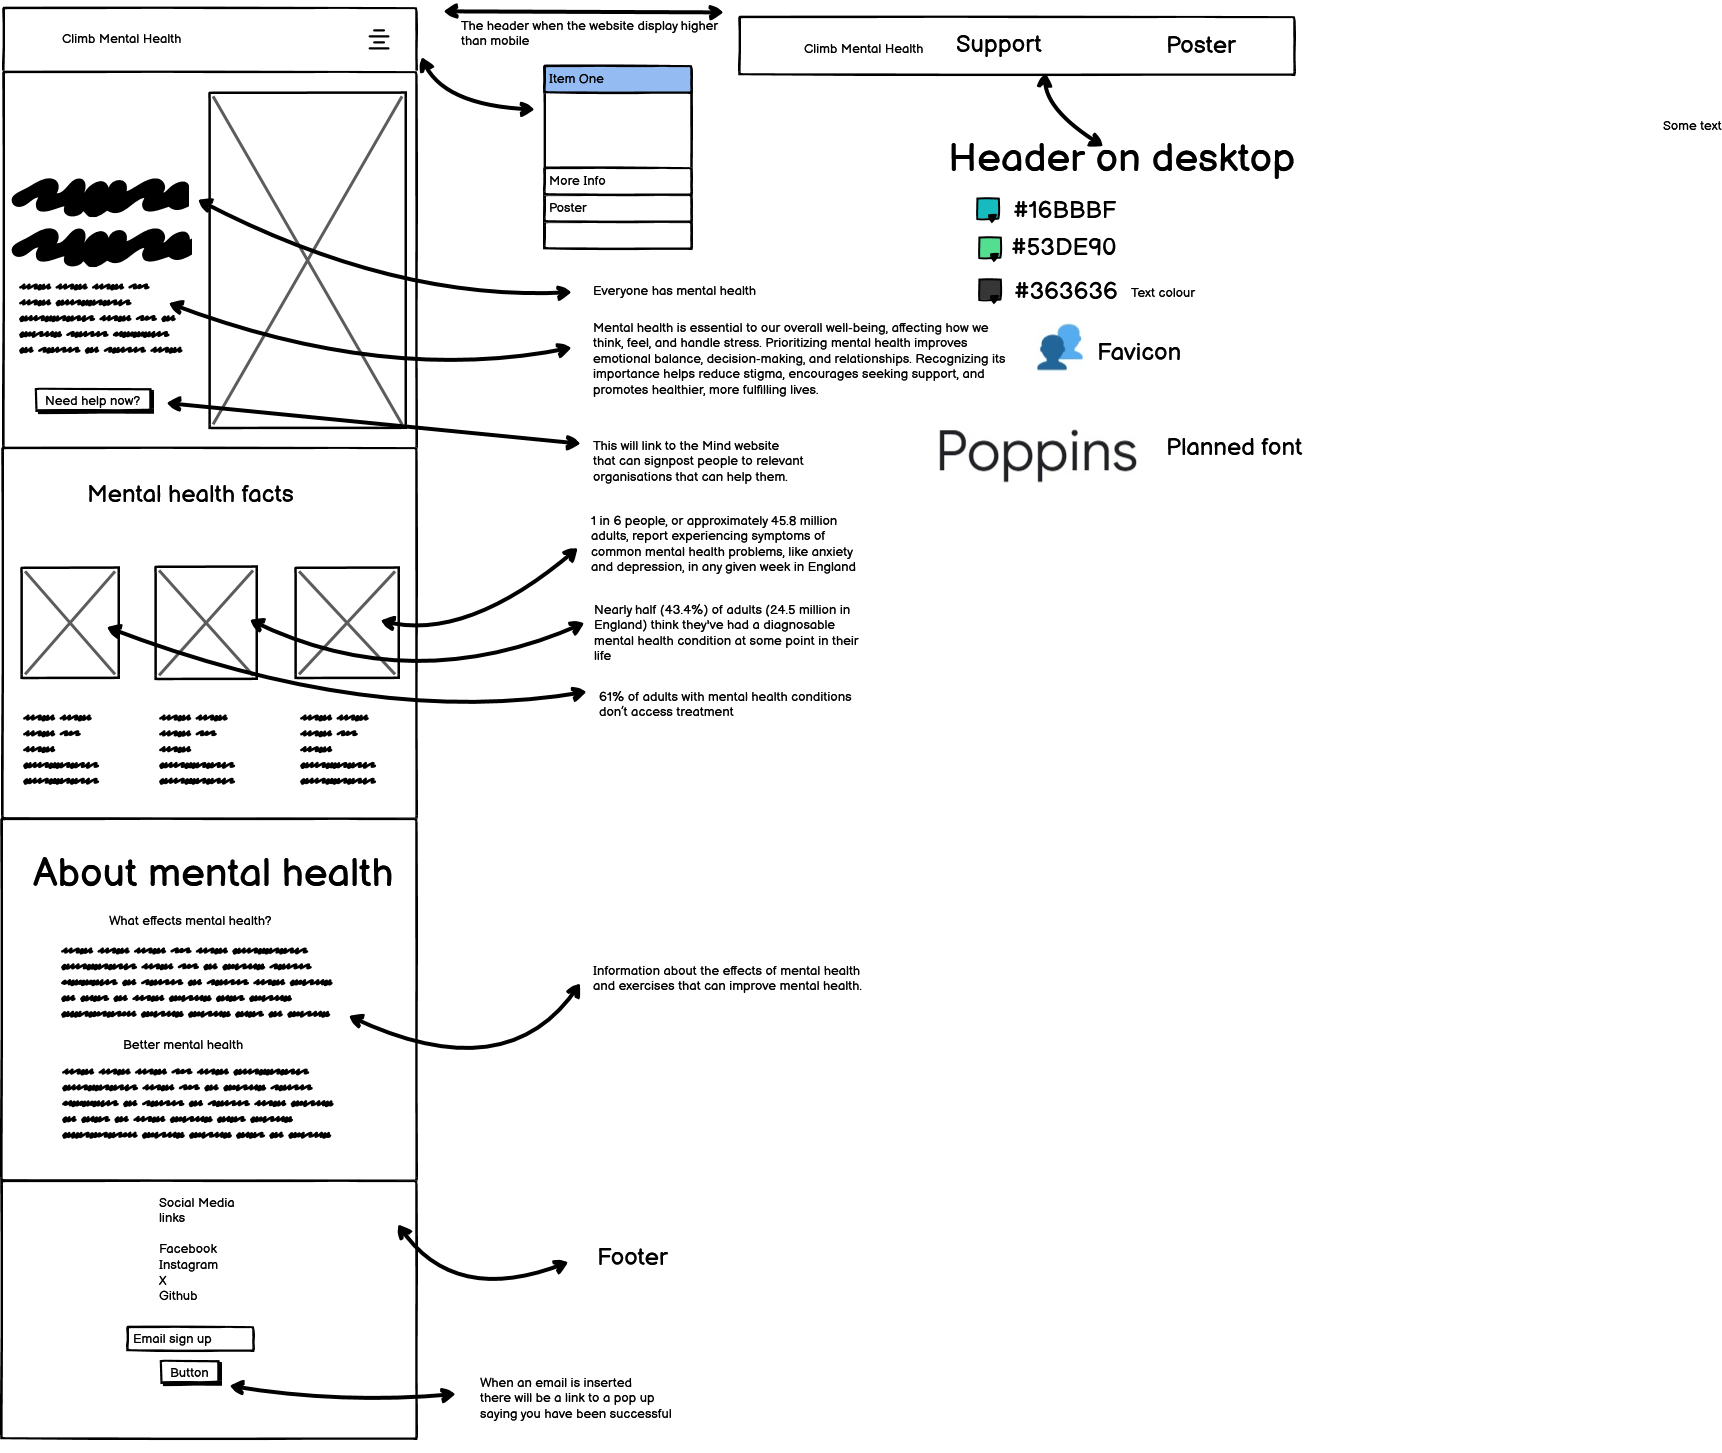 Climb Mental Health
The header when the website display higher
than mobile
Climb Mental Health
Support
Poster
Item One
More Info
Poster
Some text
Header on desktop
#16BBBF
#53DE90
#363636
Text colour
Favicon
Poppins
Planned font
Everyone has mental health
Mental health is essential to our overall well-being, affecting how we
think, feel, and handle stress. Prioritizing mental health improves
emotional balance, decision-making, and relationships. Recognizing its
importance helps reduce stigma, encourages seeking support, and
promotes healthier, more fulfilling lives.
Need help now?
This will link to the Mind website
that can signpost people to relevant
organisations that can help them.
Mental health facts
1 in 6 people, or approximately 45.8 million
adults, report experiencing symptoms of
common mental health problems, like anxiety
and depression, in any given week in England
Nearly half (43.4%) of adults (24.5 million in
England) think they've had a diagnosable
mental health condition at some point in their
life
61% of adults with mental health conditions
don't access treatment
About mental health
What effects mental health?
Information about the effects of mental health
and exercises that can improve mental health.
Better mental health
Social Media
links
Facebook
Instagram
X
Github
Footer
Email sign up
Button
When an email is inserted
there will be a link to a pop up
saying you have been successful